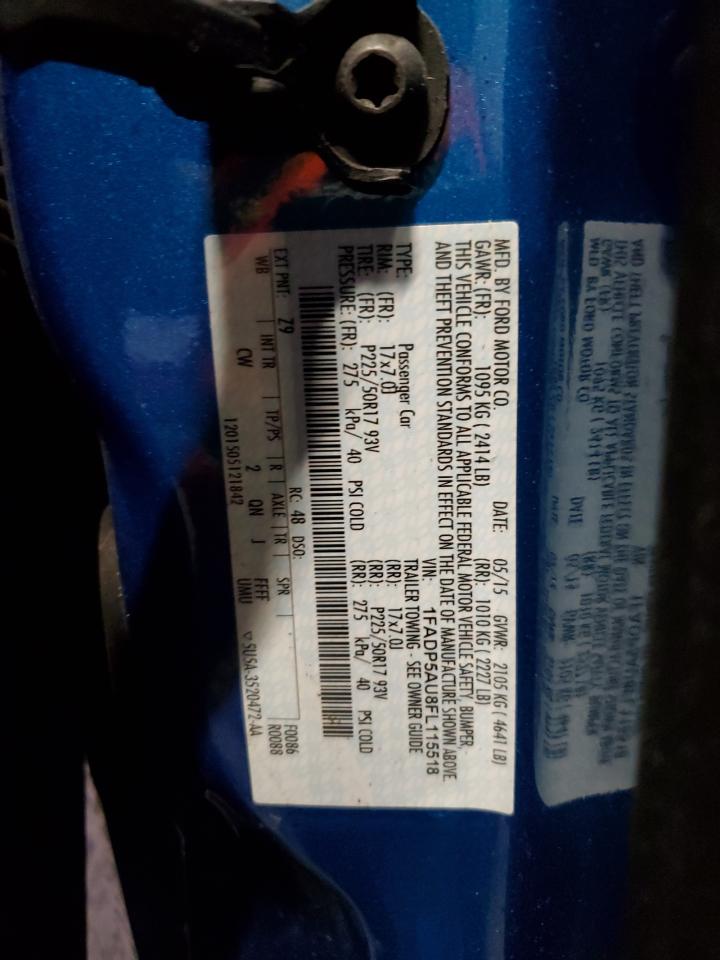 MFD. BY FORD MOTOR CO. DATE: 05/15 GVWR: 2105 KG ( 4641 LB)
GAWR: (FR): 1095 KG ( 2414 LB) (RR): 1010 KG ( 2227 LB)
THIS VEHICLE CONFORMS TO ALL APPLICABLE FEDERAL MOTOR VEHICLE SAFETY, BUMPER,
AND THEFT PREVENTION STANDARDS IN EFFECT ON THE DATE OF MANUFACTURE SHOWN ABOVE.
VIN: 1FADP5AU8FL115518
TYPE: Passenger Car TRAILER TOWING - SEE OWNER GUIDE
RIM: (FR): 17x7.0J (RR): 17x7.0J
TIRE: (FR): P225/50R17 93V (RR): P225/50R17 93V
PRESSURE: (FR): 275 kPa/ 40 PSI COLD (RR): 275 kPa/ 40 PSI COLD
EXT PNT: Z9 RC: 48 DSO: F0086
WB INT TR TP/PS R AXLE TR SPR R0088
CW 2 QN J FFFF
1201505121842 UMU ▽SU5A-3520472-AA